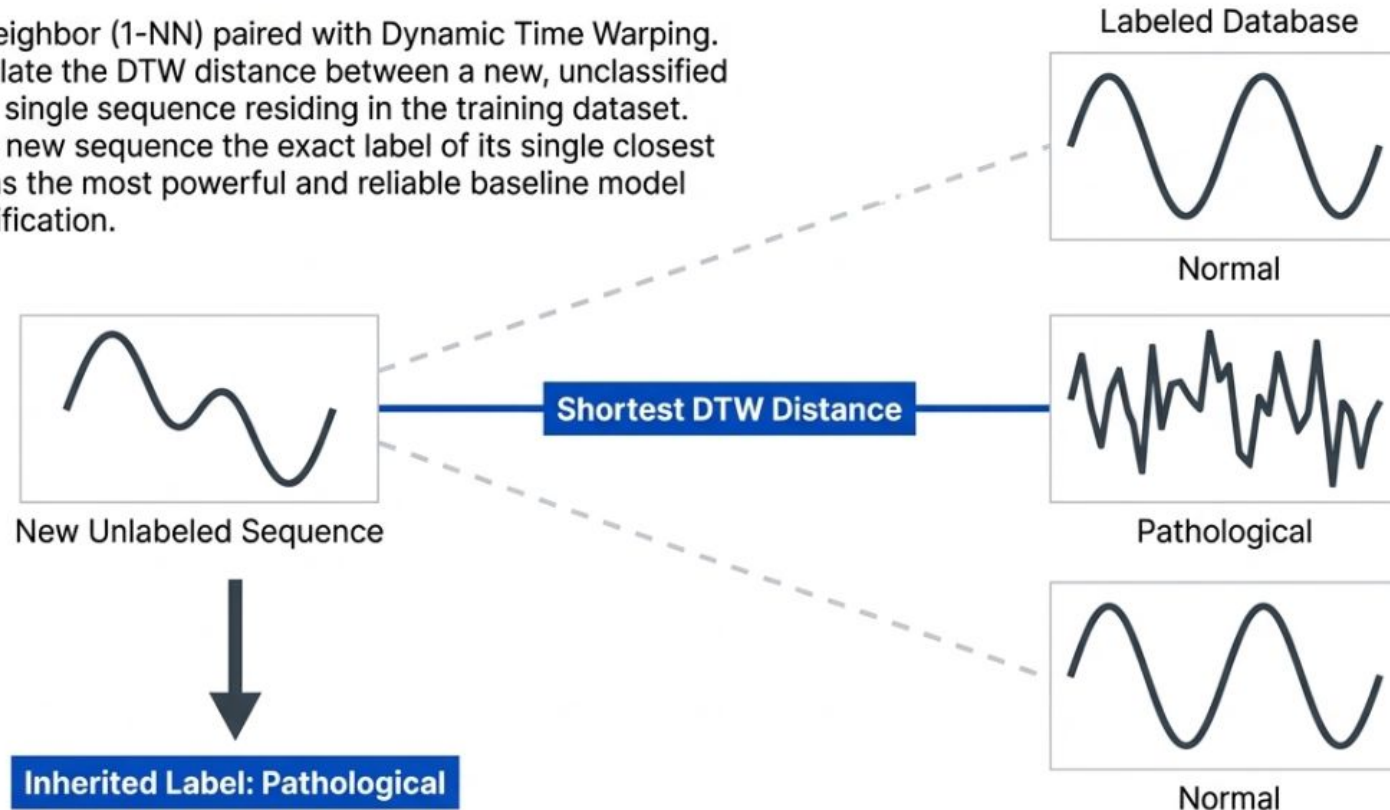 eighbor (1-NN) paired with Dynamic Time Warping.
late the DTW distance between a new, unclassified
single sequence residing in the training dataset.
new sequence the exact label of its single closest
s the most powerful and reliable baseline model
ification.
Labeled Database
Normal
Shortest DTW Distance
New Unlabeled Sequence
Pathological
Inherited Label: Pathological
Normal